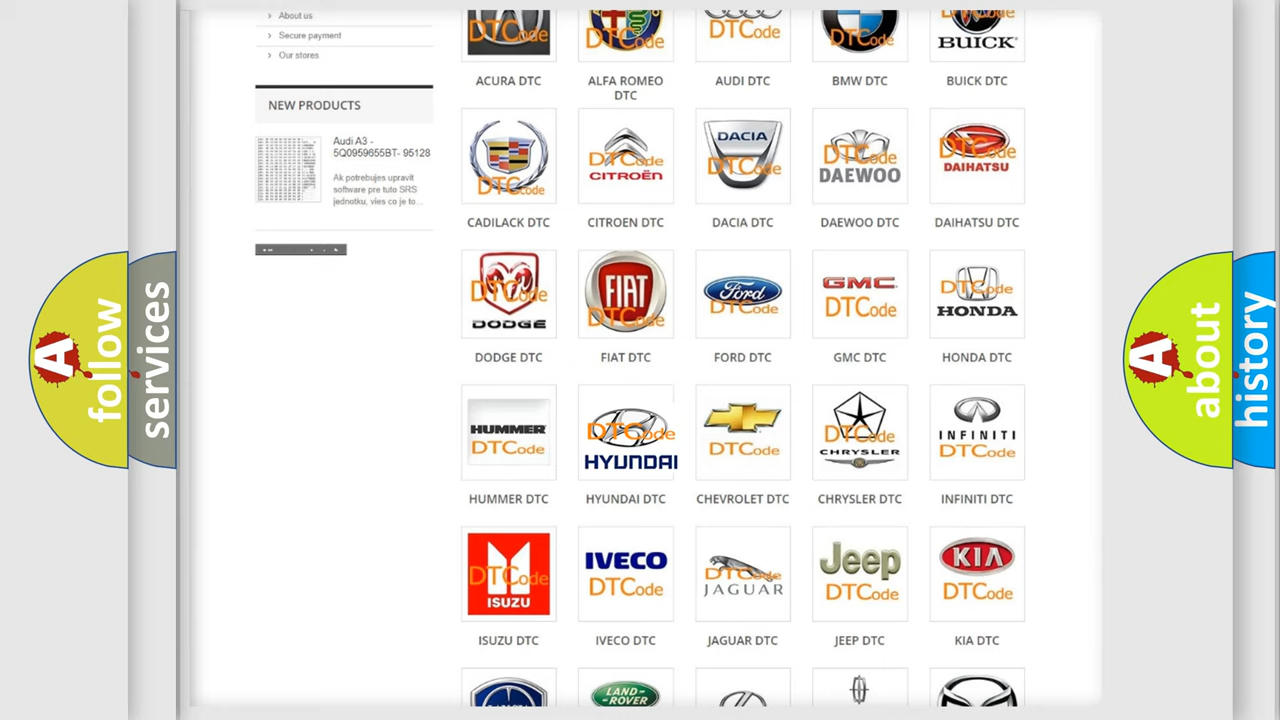 About us
Secure payment
Our stores
NEW PRODUCTS
Audi A3 -
5Q0959655BT- 95128
Ak potrebujes upravit
software pre tuto SRS
jednotku, vies co je to...
A
follow
services
A
about
history
DTCode DTCode DTCode DTCode BUICK
ACURA DTC ALFA ROMEO DTC AUDI DTC BMW DTC BUICK DTC
DTCode DTCode CITROËN DACIA DTCode DTCode DAEWOO DTCode DAIHATSU
CADILACK DTC CITROEN DTC DACIA DTC DAEWOO DTC DAIHATSU DTC
DTCode DODGE FIAT DTCode Ford DTCode GMC DTCode DTCode HONDA
DODGE DTC FIAT DTC FORD DTC GMC DTC HONDA DTC
HUMMER DTCode DTCode HYUNDAI DTCode DTCode CHRYSLER INFINITI DTCode
HUMMER DTC HYUNDAI DTC CHEVROLET DTC CHRYSLER DTC INFINITI DTC
DTCode ISUZU IVECO DTCode DTCode JAGUAR Jeep DTCode KIA DTCode
ISUZU DTC IVECO DTC JAGUAR DTC JEEP DTC KIA DTC
LAND-
ROVER